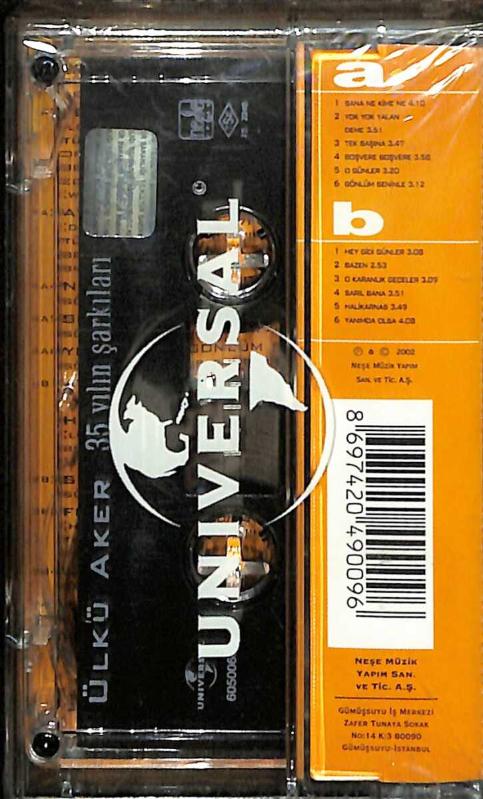 a
1 BANA NE KİME NE 4.10
2 YOK YOK YALAN
DEME 3.51
3 TEK BAŞINA 3.47
4 BOŞVERE BOŞVERE 3.56
5 O GÜNLER 3.20
6 GÖNLÜM SENİNLE 3.12
b
1 HEY GİDİ GÜNLER 3.08
2 BAZEN 2.53
3 O KARANLIK GECELER 3.09
4 SARIL BANA 3.51
5 HALİKARNAS 3.49
6 YANIMDA OLSA 4.08
℗ & © 2002
NEŞE MÜZİK YAPIM
SAN. VE TİC. A.Ş.
8 697420 490096
NEŞE MÜZİK
YAPIM SAN.
VE TİC. A.Ş.
GÜMÜŞSUYU İŞ MERKEZİ
ZAFER TUNAYA SOKAK
NO:14 K:3 80090
GÜMÜŞSUYU-İSTANBUL
ÜLKÜ AKER 35 yılın şarkıları
UNIVERSAL